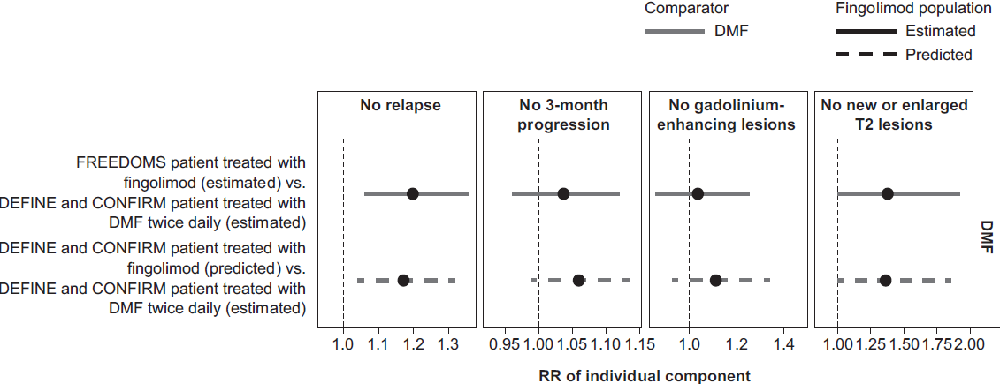 Comparator
DMF
Fingolimod population
Estimated
Predicted
No relapse
No 3-month
progression
No gadolinium-
enhancing lesions
No new or enlarged
T2 lesions
FREEDOMS patient treated with
fingolimod (estimated) vs.
DEFINE and CONFIRM patient treated with
DMF twice daily (estimated)
DEFINE and CONFIRM patient treated with
fingolimod (predicted) vs.
DEFINE and CONFIRM patient treated with
DMF twice daily (estimated)
DMF
1.0 1.1 1.2 1.3
0.95 1.00 1.05 1.10 1.15
1.0 1.2 1.4
1.00 1.25 1.50 1.75 2.00
RR of individual component